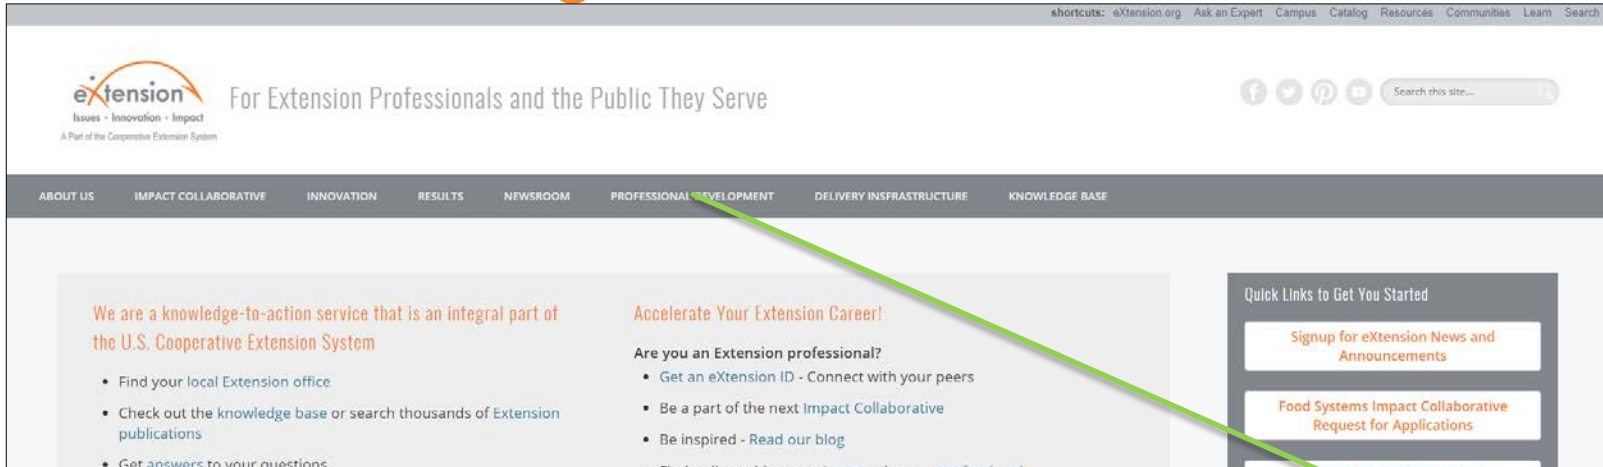 shortcuts: eXtension.org Ask an Expert Campus Catalog Resources Communities Learn Search
eXtension
Issues - Innovation - Impact
A Part of the Cooperative Extension System
For Extension Professionals and the Public They Serve
Search this site...
ABOUT US IMPACT COLLABORATIVE INNOVATION RESULTS NEWSROOM PROFESSIONAL DEVELOPMENT DELIVERY INSFRASTRUCTURE KNOWLEDGE BASE
We are a knowledge-to-action service that is an integral part of
the U.S. Cooperative Extension System
• Find your local Extension office
• Check out the knowledge base or search thousands of Extension
publications
• Get answers to your questions
Accelerate Your Extension Career!
Are you an Extension professional?
• Get an eXtension ID - Connect with your peers
• Be a part of the next Impact Collaborative
• Be inspired - Read our blog
Quick Links to Get You Started
Signup for eXtension News and
Announcements
Food Systems Impact Collaborative
Request for Applications